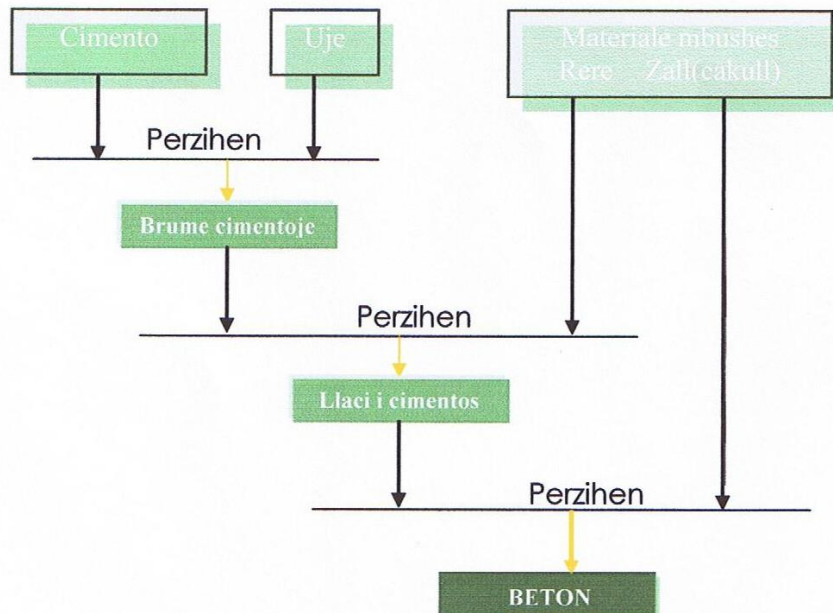 Cimento
Uje
Materiale mbushes
Rere Zall(cakull)
Perzihen
Brume cimentoje
Perzihen
Llaci i cimentos
Perzihen
BETON